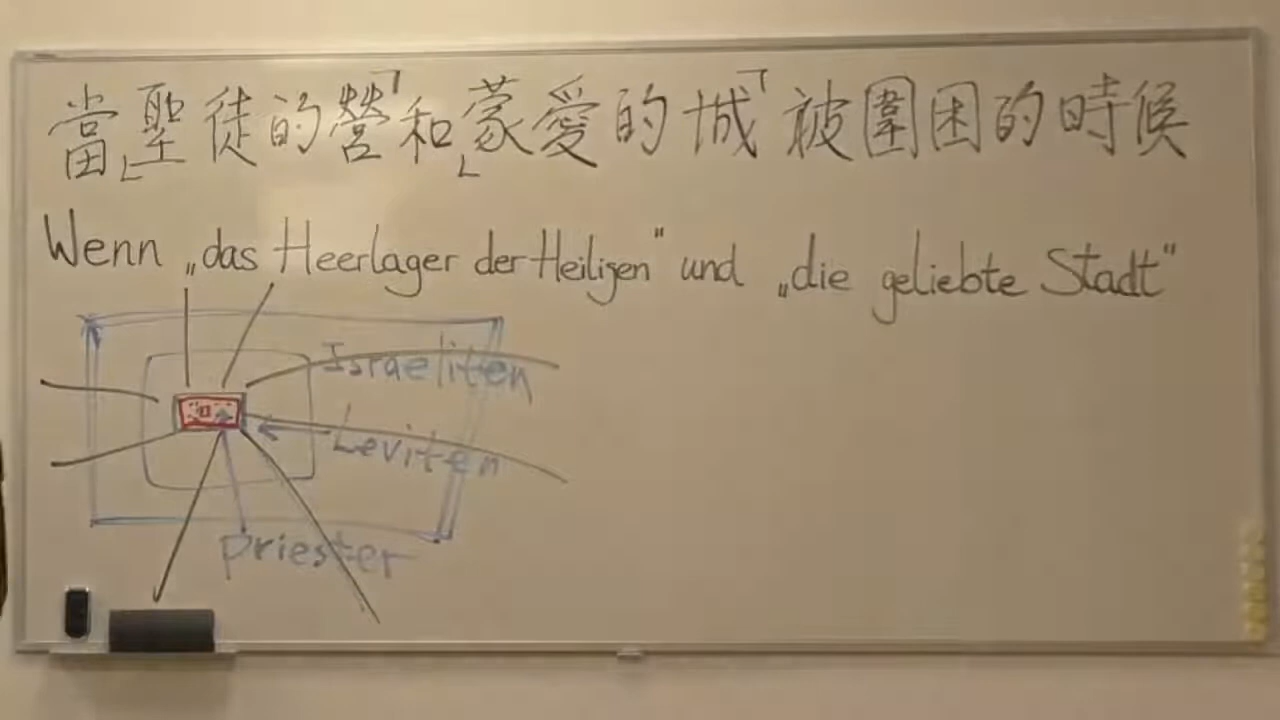 當「聖徒的營」和「蒙愛的城」被圍困的時候
Wenn „das Heerlager der Heiligen“ und „die geliebte Stadt“
Israeliten
Leviten
Priester